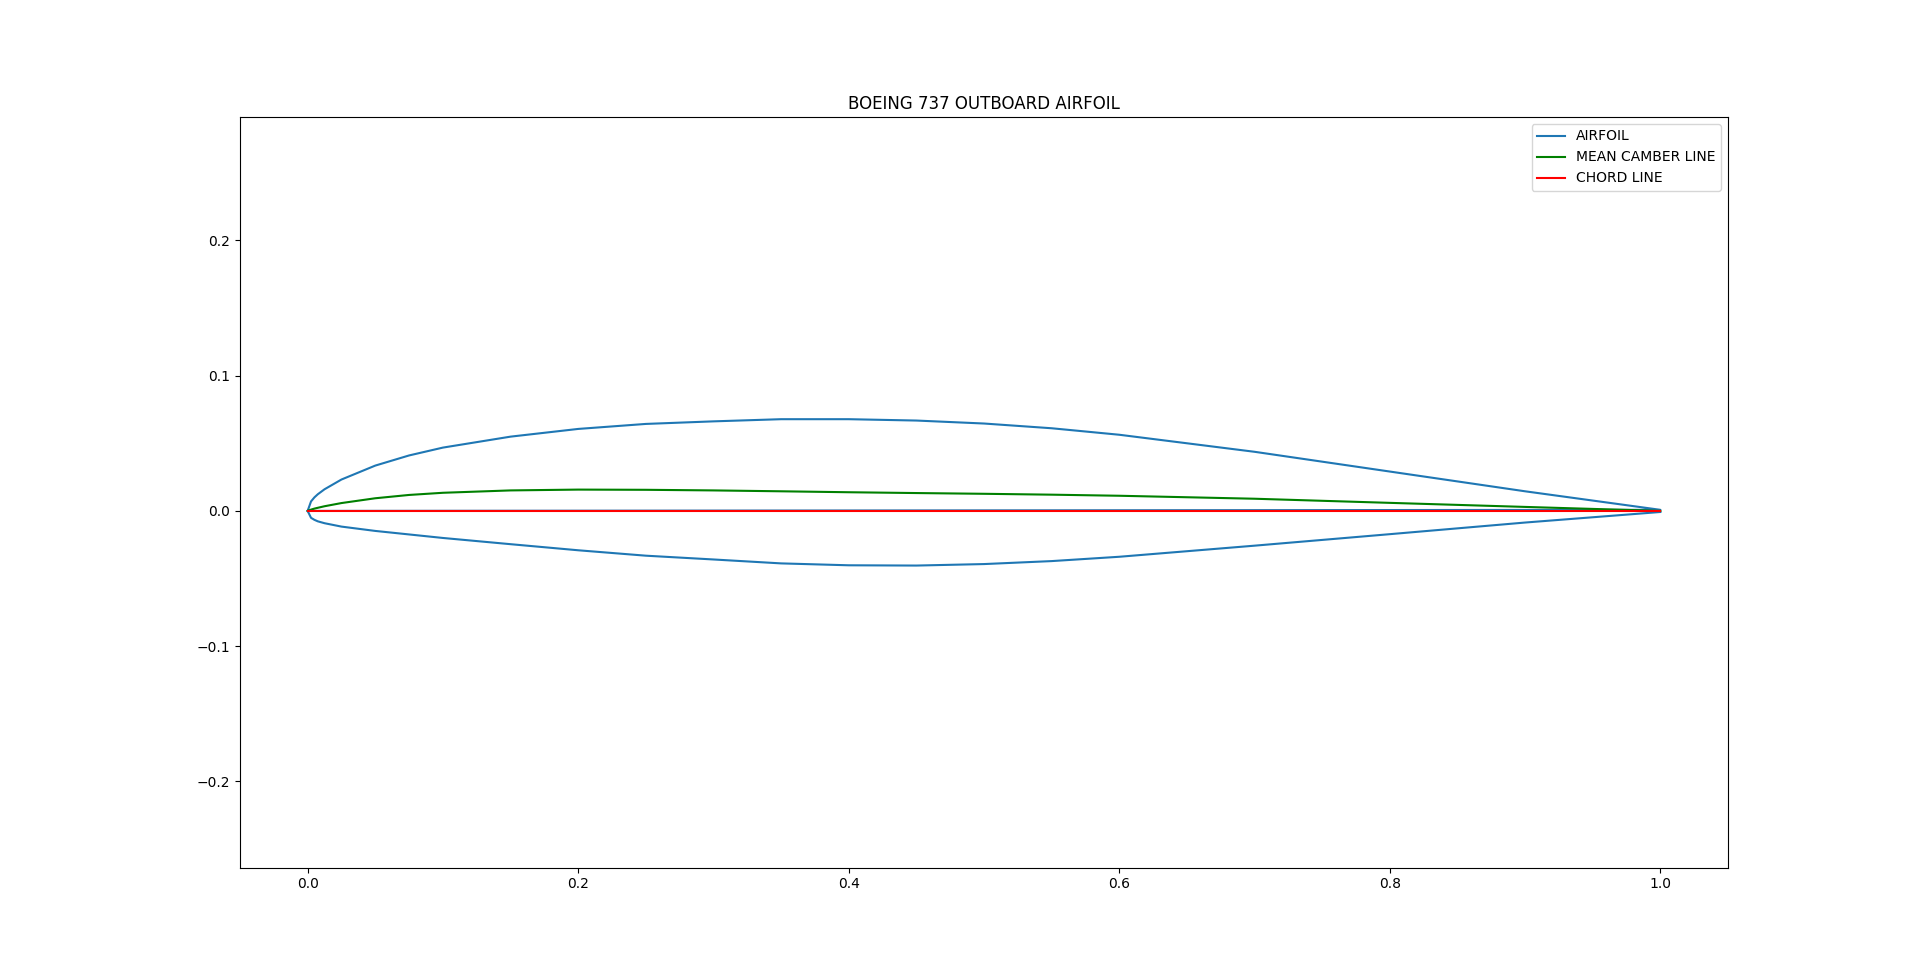 BOEING 737 OUTBOARD AIRFOIL
AIRFOIL
MEAN CAMBER LINE
CHORD LINE
0.2
0.1
0.0
−0.1
−0.2
0.0 0.2 0.4 0.6 0.8 1.0